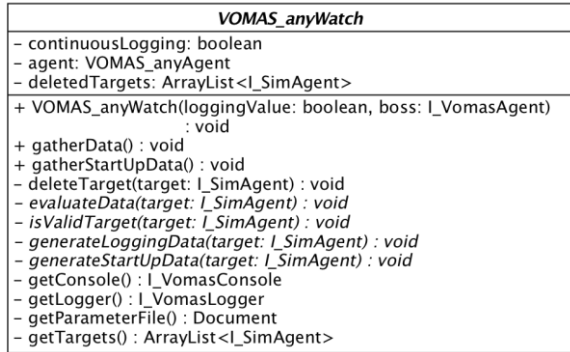 VOMAS_anyWatch
– continuousLogging: boolean
– agent: VOMAS_anyAgent
– deletedTargets: ArrayList<I_SimAgent>
+ VOMAS_anyWatch(loggingValue: boolean, boss: I_VomasAgent)
: void
+ gatherData() : void
+ gatherStartUpData() : void
– deleteTarget(target: I_SimAgent) : void
– evaluateData(target: I_SimAgent) : void
– isValidTarget(target: I_SimAgent) : void
– generateLoggingData(target: I_SimAgent) : void
– generateStartUpData(target: I_SimAgent) : void
– getConsole() : I_VomasConsole
– getLogger() : I_VomasLogger
– getParameterFile() : Document
– getTargets() : ArrayList<I_SimAgent>